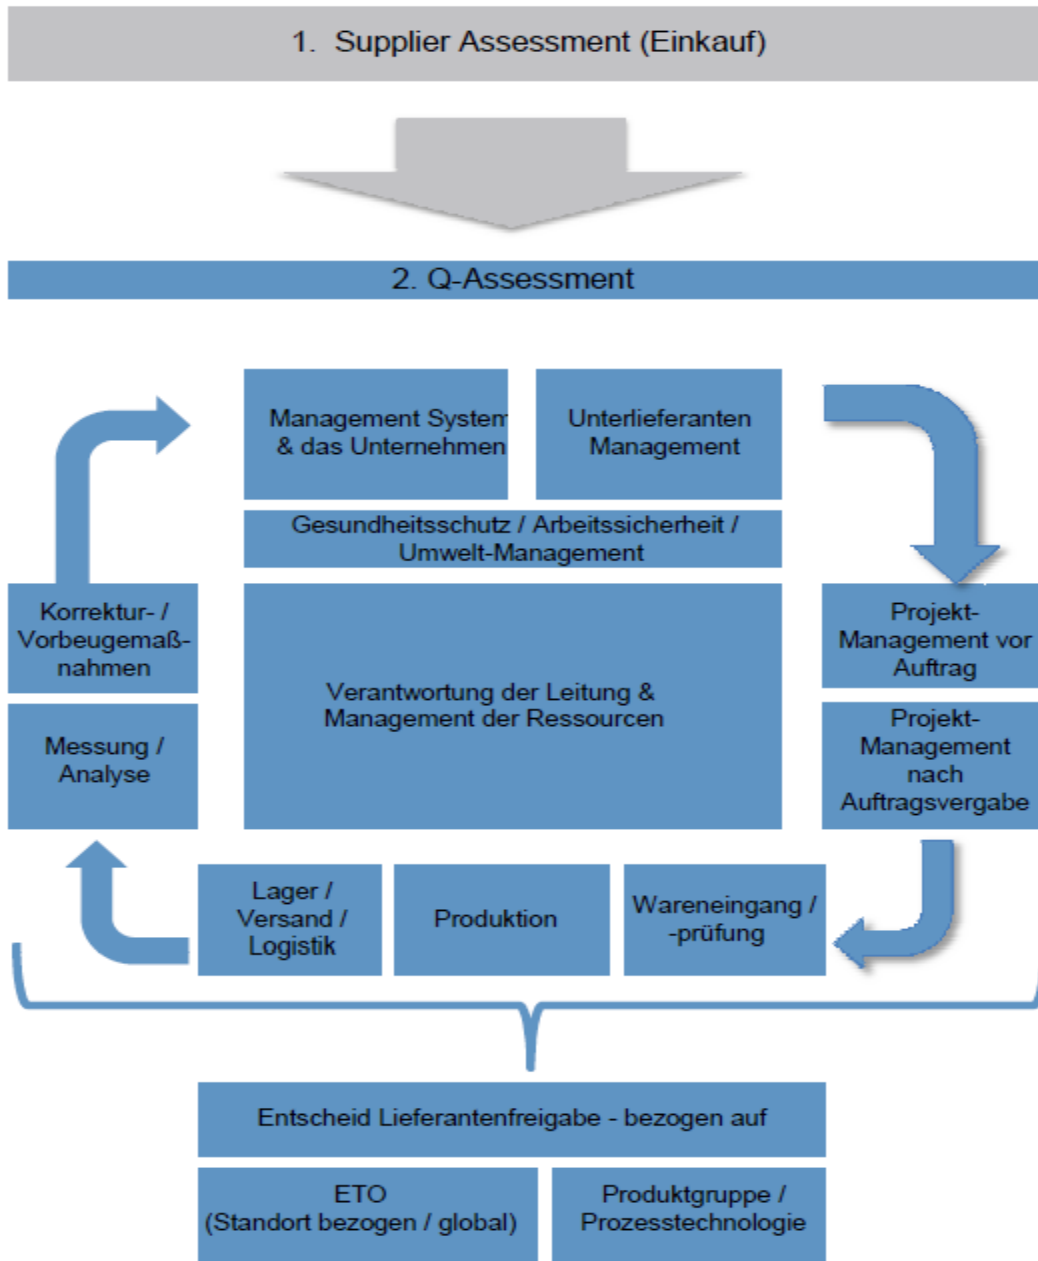 1. Supplier Assessment (Einkauf)
2. Q-Assessment
Management System
& das Unternehmen
Unterlieferanten
Management
Gesundheitsschutz / Arbeitssicherheit /
Umwelt-Management
Korrektur- /
Vorbeugemaß-
nahmen
Messung /
Analyse
Verantwortung der Leitung &
Management der Ressourcen
Projekt-
Management vor
Auftrag
Projekt-
Management
nach
Auftragsvergabe
Lager /
Versand /
Logistik
Produktion
Wareneingang /
-prüfung
Entscheid Lieferantenfreigabe - bezogen auf
ETO
(Standort bezogen / global)
Produktgruppe /
Prozesstechnologie